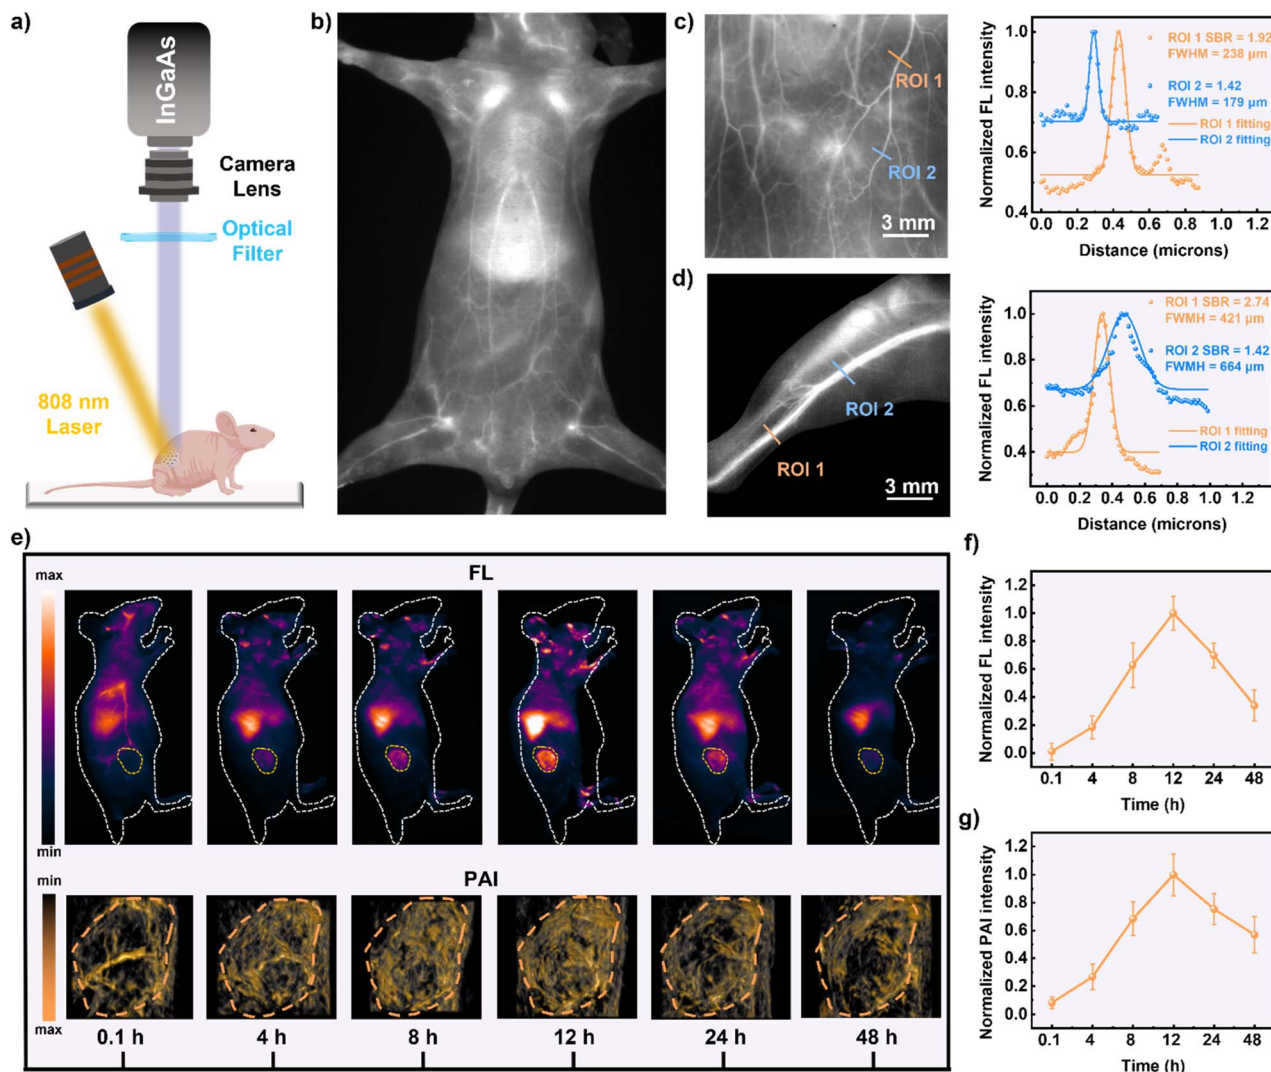 a)
InGaAs
Camera
Lens
Optical
Filter
808 nm
Laser
b)
c)
ROI 1
ROI 2
3 mm
Normalized FL intensity
1.0
0.8
0.6
0.4
0.0 0.2 0.4 0.6 0.8 1.0 1.2
Distance (microns)
ROI 1 SBR = 1.92
FWHM = 238 µm
ROI 2 = 1.42
FWHM = 179 µm
ROI 1 fitting
ROI 2 fitting
d)
ROI 2
ROI 1
3 mm
Normalized FL intensity
1.0
0.8
0.6
0.4
0.0 0.2 0.4 0.6 0.8 1.0 1.2
Distance (microns)
ROI 1 SBR = 2.74
FWMH = 421 µm
ROI 2 SBR = 1.42
FWMH = 664 µm
ROI 1 fitting
ROI 2 fitting
e)
FL
max
min
PAI
min
max
0.1 h 4 h 8 h 12 h 24 h 48 h
f)
Normalized FL intensity
1.2
1.0
0.8
0.6
0.4
0.2
0.0
0.1 4 8 12 24 48
Time (h)
g)
Normalized PAI intensity
1.2
1.0
0.8
0.6
0.4
0.2
0.0
0.1 4 8 12 24 48
Time (h)